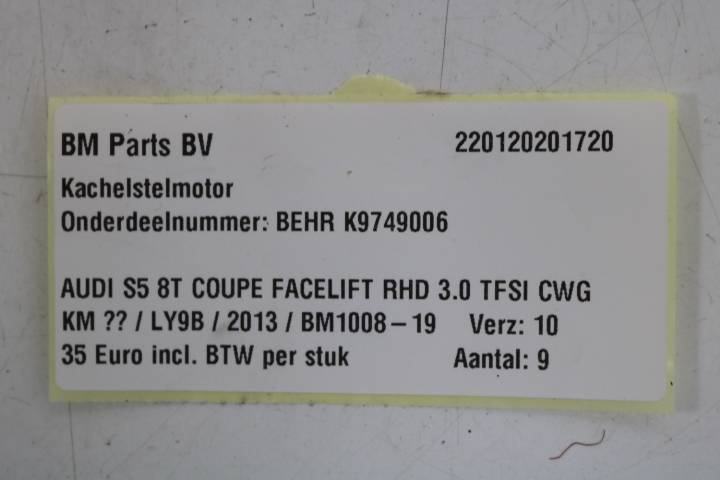 BM Parts BV 220120201720
Kachelstelmotor
Onderdeelnummer: BEHR K9749006
AUDI S5 8T COUPE FACELIFT RHD 3.0 TFSI CWG
KM ?? / LY9B / 2013 / BM1008-19 Verz: 10
35 Euro incl. BTW per stuk Aantal: 9